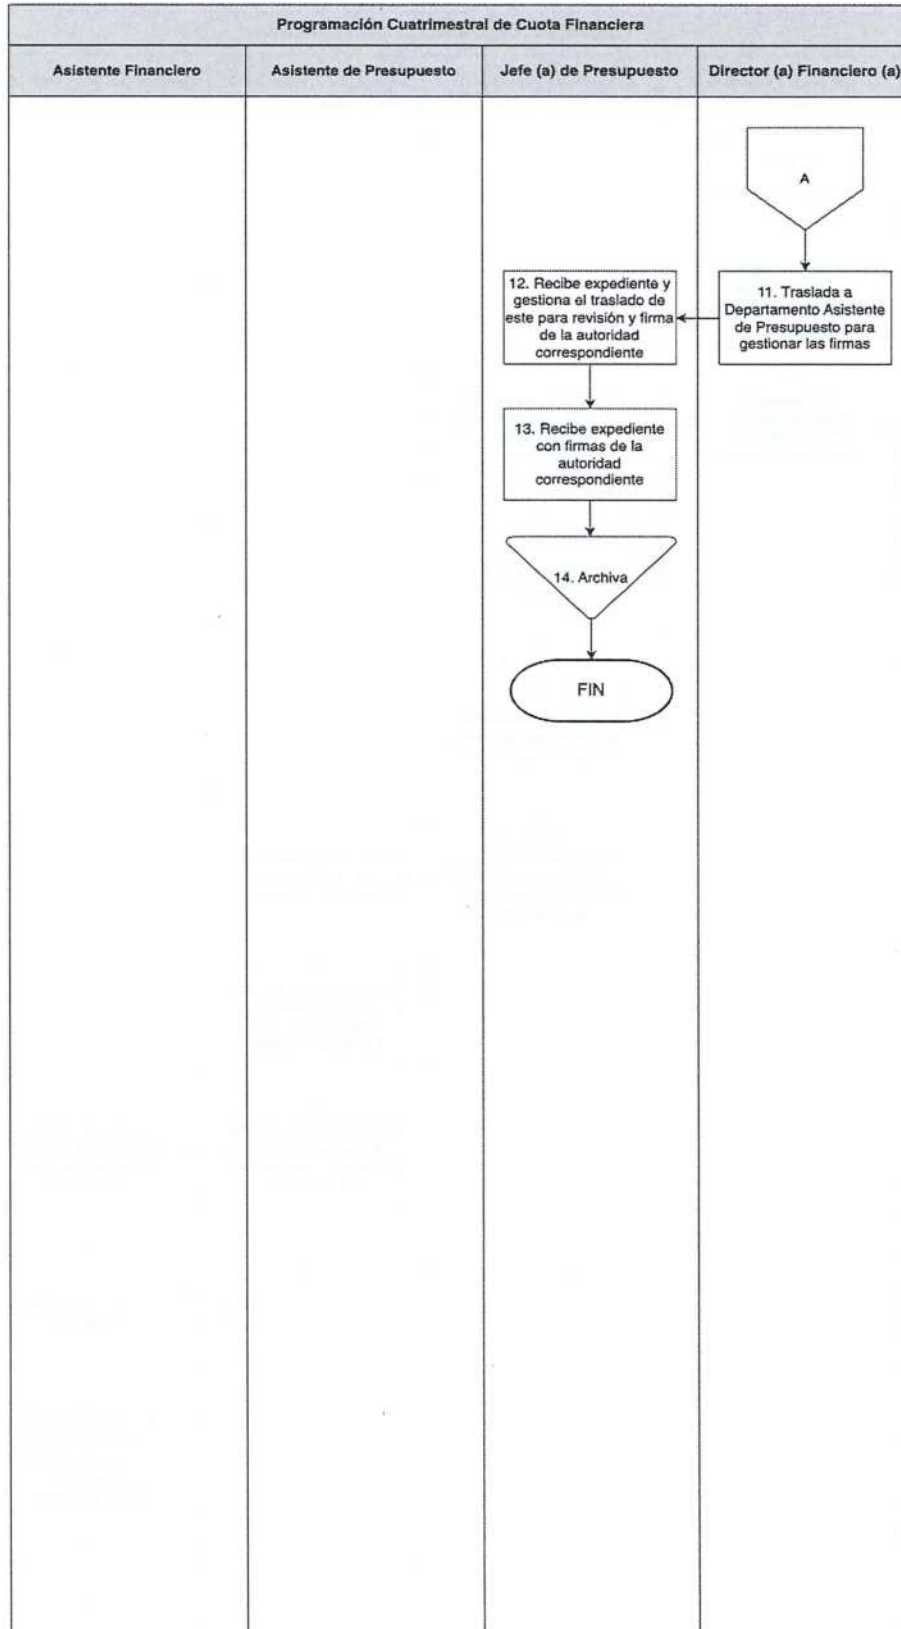 Programación Cuatrimestral de Cuota Financiera
Asistente Financiero
Asistente de Presupuesto
Jefe (a) de Presupuesto
Director (a) Financiero (a)
A
11. Traslada a
Departamento Asistente
de Presupuesto para
gestionar las firmas
12. Recibe expediente y
gestiona el traslado de
este para revisión y firma
de la autoridad
correspondiente
13. Recibe expediente
con firmas de la
autoridad
correspondiente
14. Archiva
FIN